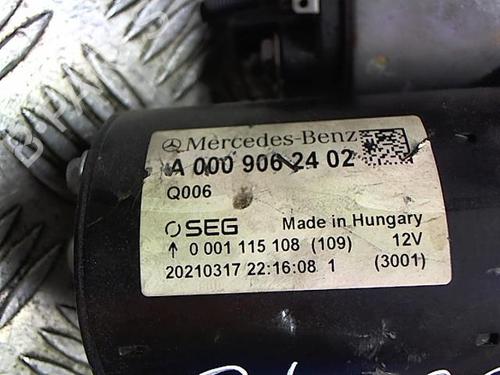 Mercedes-Benz
A 000 906 24 02
Q006
SEG Made in Hungary
↑ 0 001 115 108 (109) 12V
20210317 22:16:08 1 (3001)